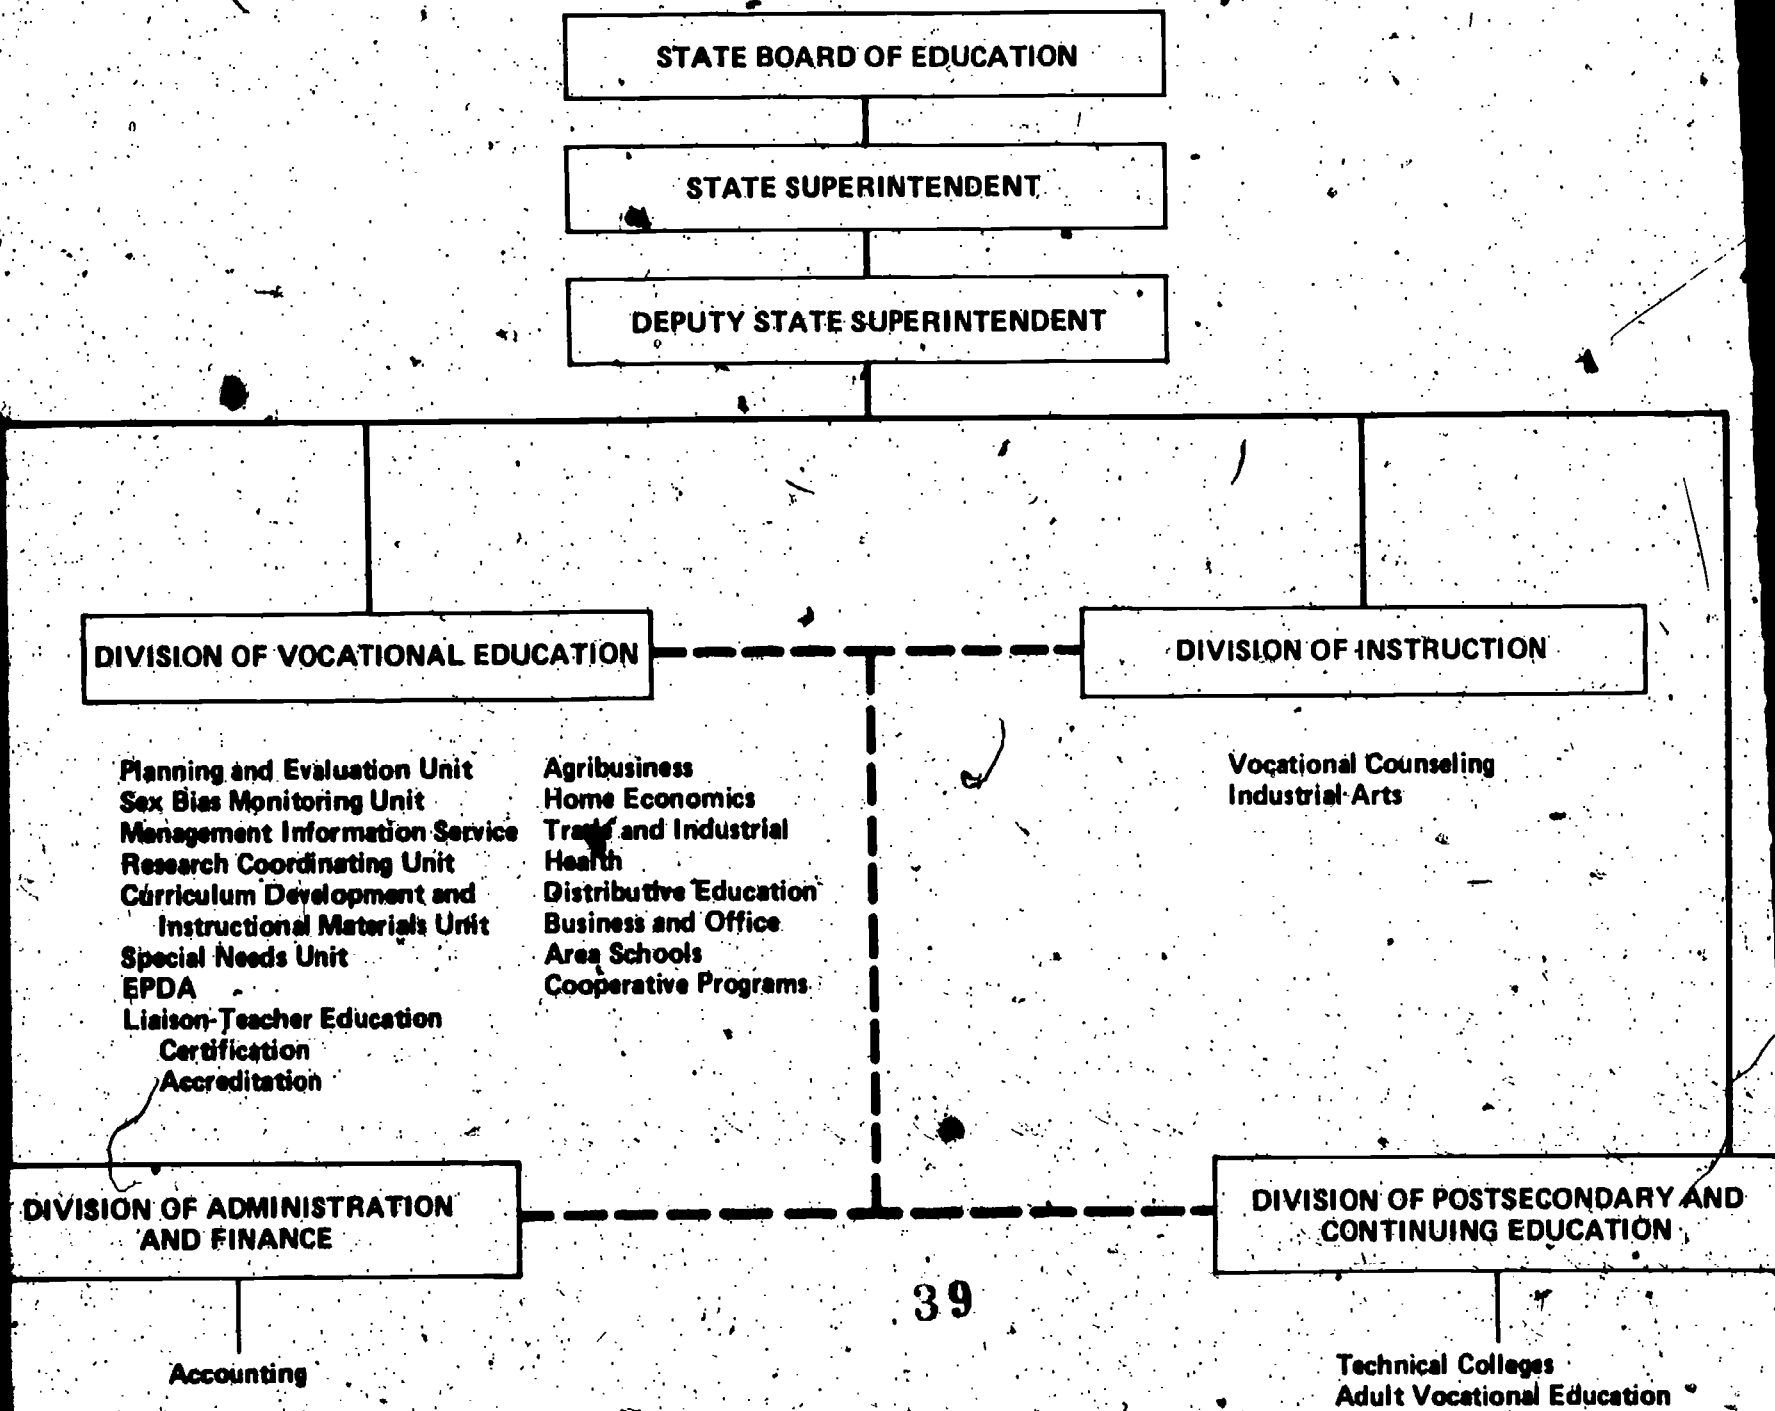 STATE BOARD OF EDUCATION
STATE SUPERINTENDENT
DEPUTY STATE SUPERINTENDENT
DIVISION OF VOCATIONAL EDUCATION
DIVISION OF INSTRUCTION
Planning and Evaluation Unit
Sex Bias Monitoring Unit
Management Information Service
Research Coordinating Unit
Curriculum Development and
Instructional Materials Unit
Special Needs Unit
EPDA
Liaison-Teacher Education
Certification
Accreditation
Agribusiness
Home Economics
Trade and Industrial
Health
Distributive Education
Business and Office
Area Schools
Cooperative Programs
Vocational Counseling
Industrial Arts
DIVISION OF ADMINISTRATION
AND FINANCE
DIVISION OF POSTSECONDARY AND
CONTINUING EDUCATION
39
Accounting
Technical Colleges
Adult Vocational Education